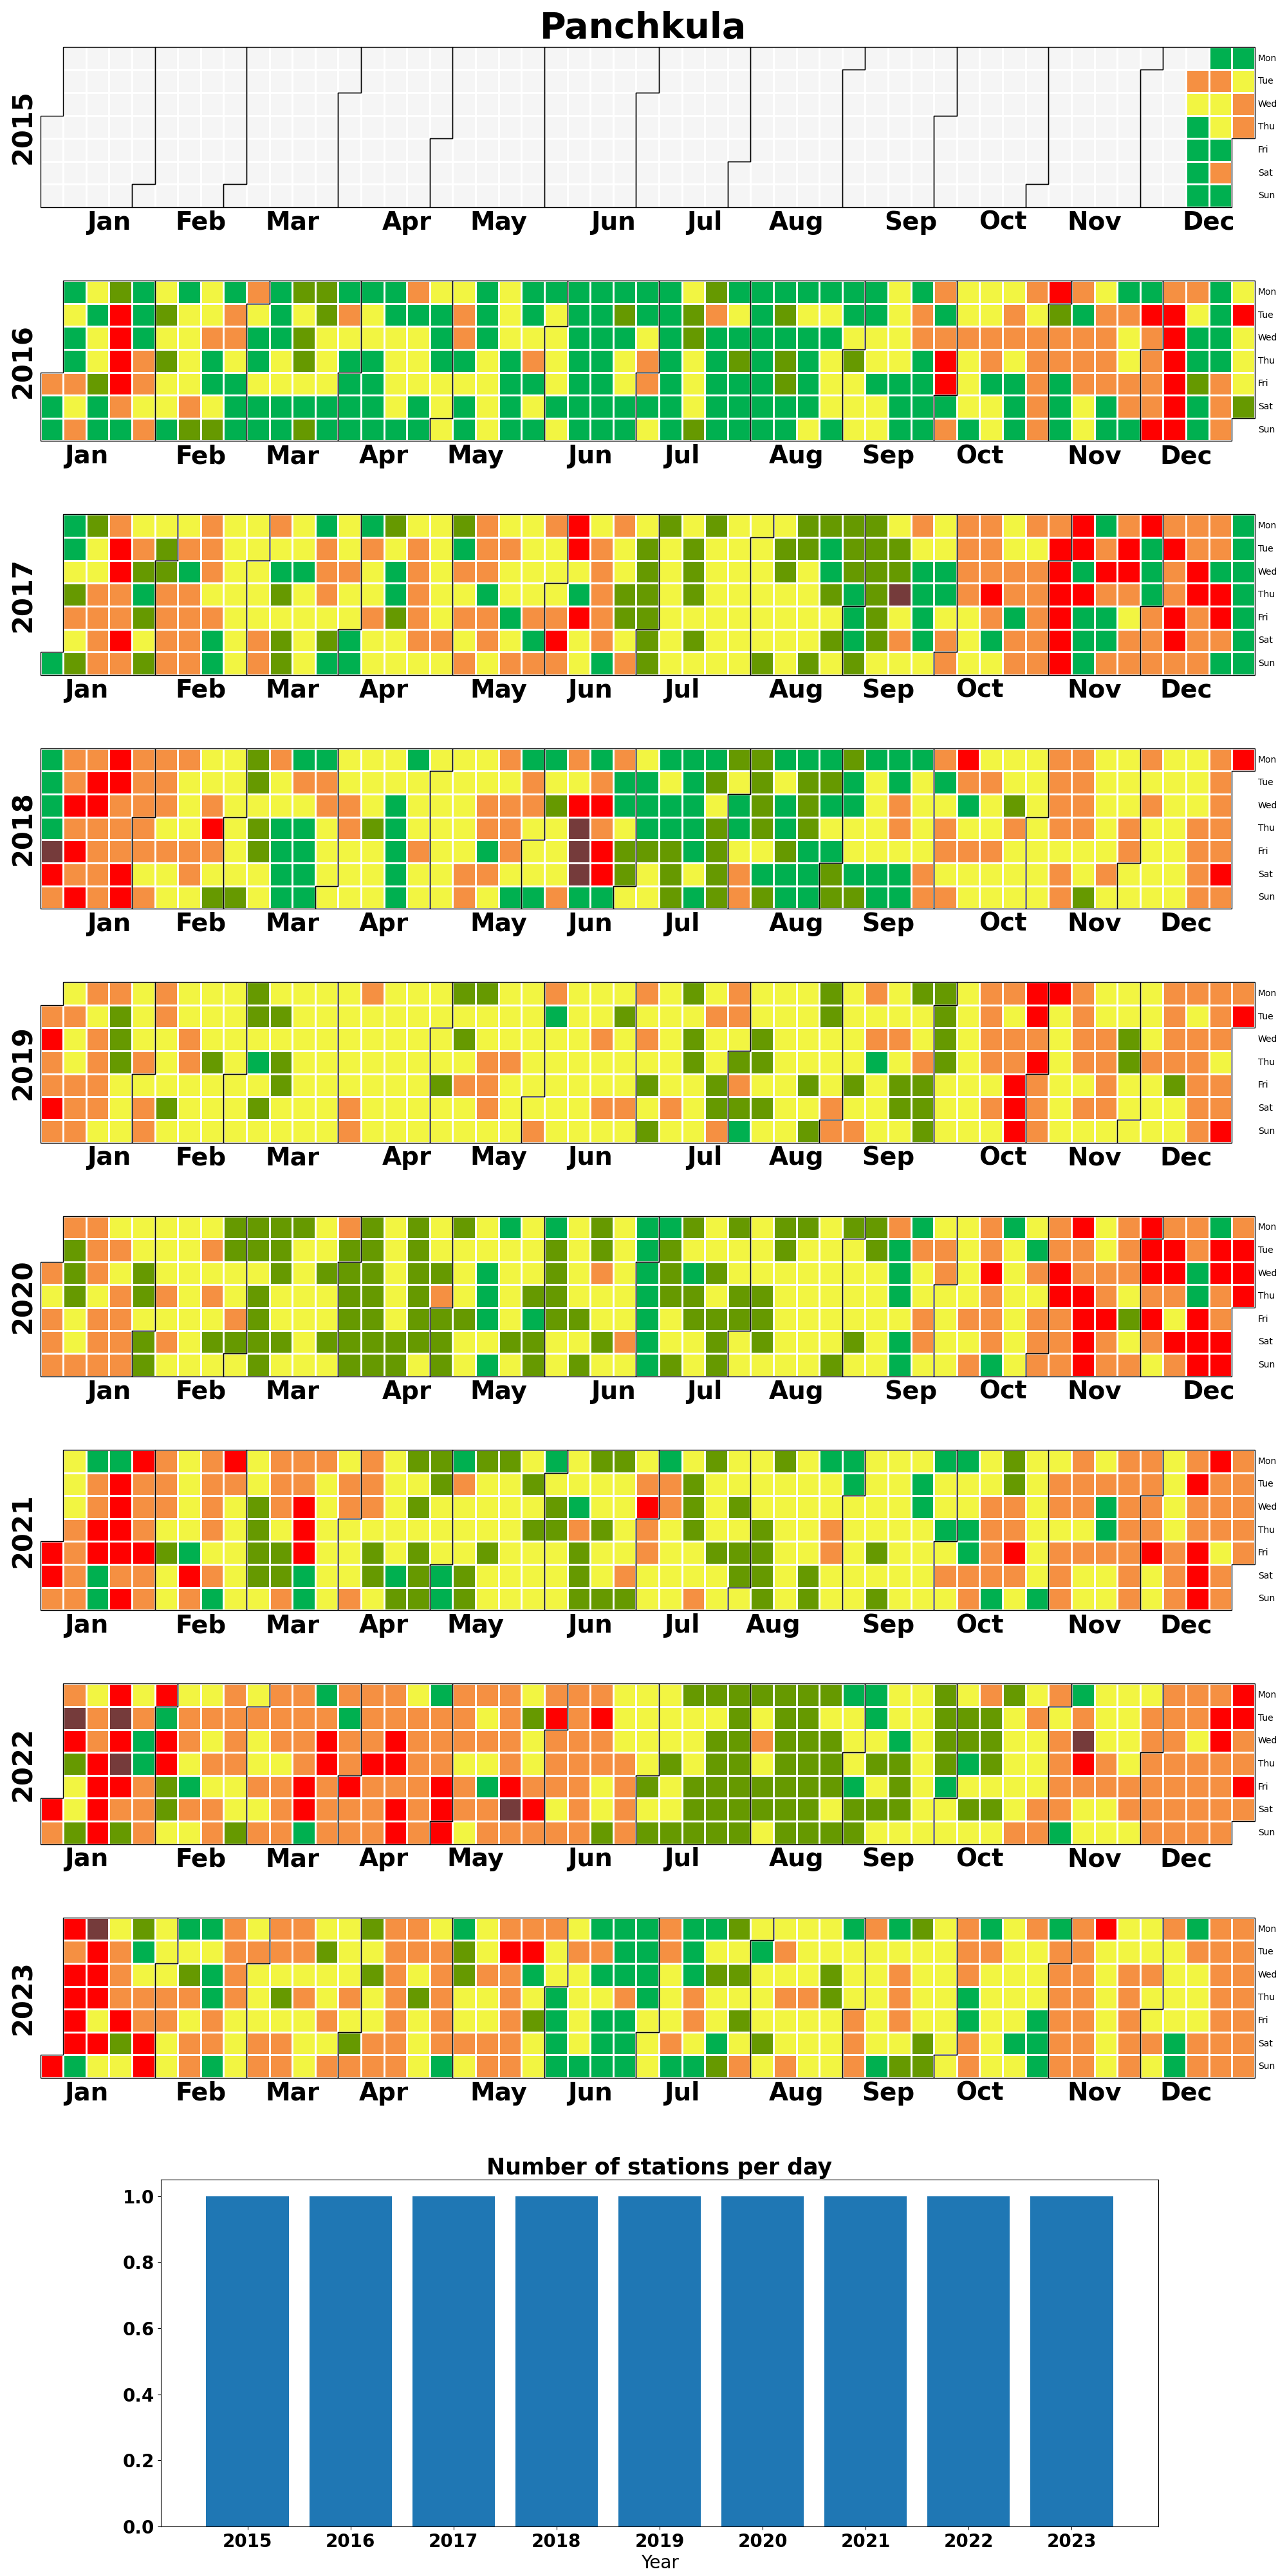 Panchkula
2015
Mon
Tue
Wed
Thu
Fri
Sat
Sun
Jan Feb Mar Apr May Jun Jul Aug Sep Oct Nov Dec
2016
Mon
Tue
Wed
Thu
Fri
Sat
Sun
Jan Feb Mar Apr May Jun Jul Aug Sep Oct Nov Dec
2017
Mon
Tue
Wed
Thu
Fri
Sat
Sun
Jan Feb Mar Apr May Jun Jul Aug Sep Oct Nov Dec
2018
Mon
Tue
Wed
Thu
Fri
Sat
Sun
Jan Feb Mar Apr May Jun Jul Aug Sep Oct Nov Dec
2019
Mon
Tue
Wed
Thu
Fri
Sat
Sun
Jan Feb Mar Apr May Jun Jul Aug Sep Oct Nov Dec
2020
Mon
Tue
Wed
Thu
Fri
Sat
Sun
Jan Feb Mar Apr May Jun Jul Aug Sep Oct Nov Dec
2021
Mon
Tue
Wed
Thu
Fri
Sat
Sun
Jan Feb Mar Apr May Jun Jul Aug Sep Oct Nov Dec
2022
Mon
Tue
Wed
Thu
Fri
Sat
Sun
Jan Feb Mar Apr May Jun Jul Aug Sep Oct Nov Dec
2023
Mon
Tue
Wed
Thu
Fri
Sat
Sun
Jan Feb Mar Apr May Jun Jul Aug Sep Oct Nov Dec
Number of stations per day
1.0
0.8
0.6
0.4
0.2
0.0
2015 2016 2017 2018 2019 2020 2021 2022 2023
Year